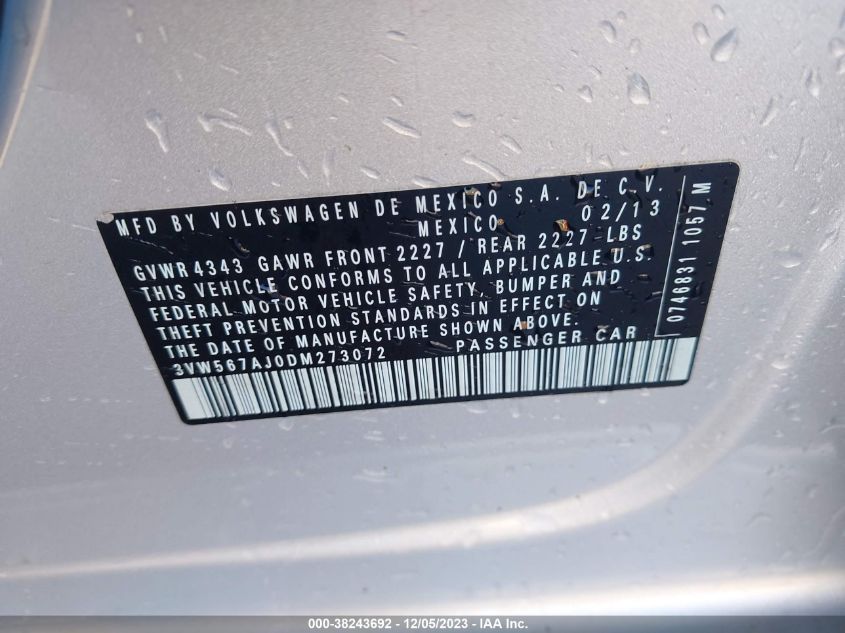 MFD BY VOLKSWAGEN DE MEXICO S.A. DE C.V.
MEXICO 02/13
GVWR 4343 GAWR FRONT 2227 / REAR 2227 LBS
THIS VEHICLE CONFORMS TO ALL APPLICABLE U.S.
FEDERAL MOTOR VEHICLE SAFETY, BUMPER AND
THEFT PREVENTION STANDARDS IN EFFECT ON
THE DATE OF MANUFACTURE SHOWN ABOVE.
3VW567AJ0DM273072 PASSENGER CAR
0746831 1057 M
000-38243692 - 12/05/2023 - IAA Inc.